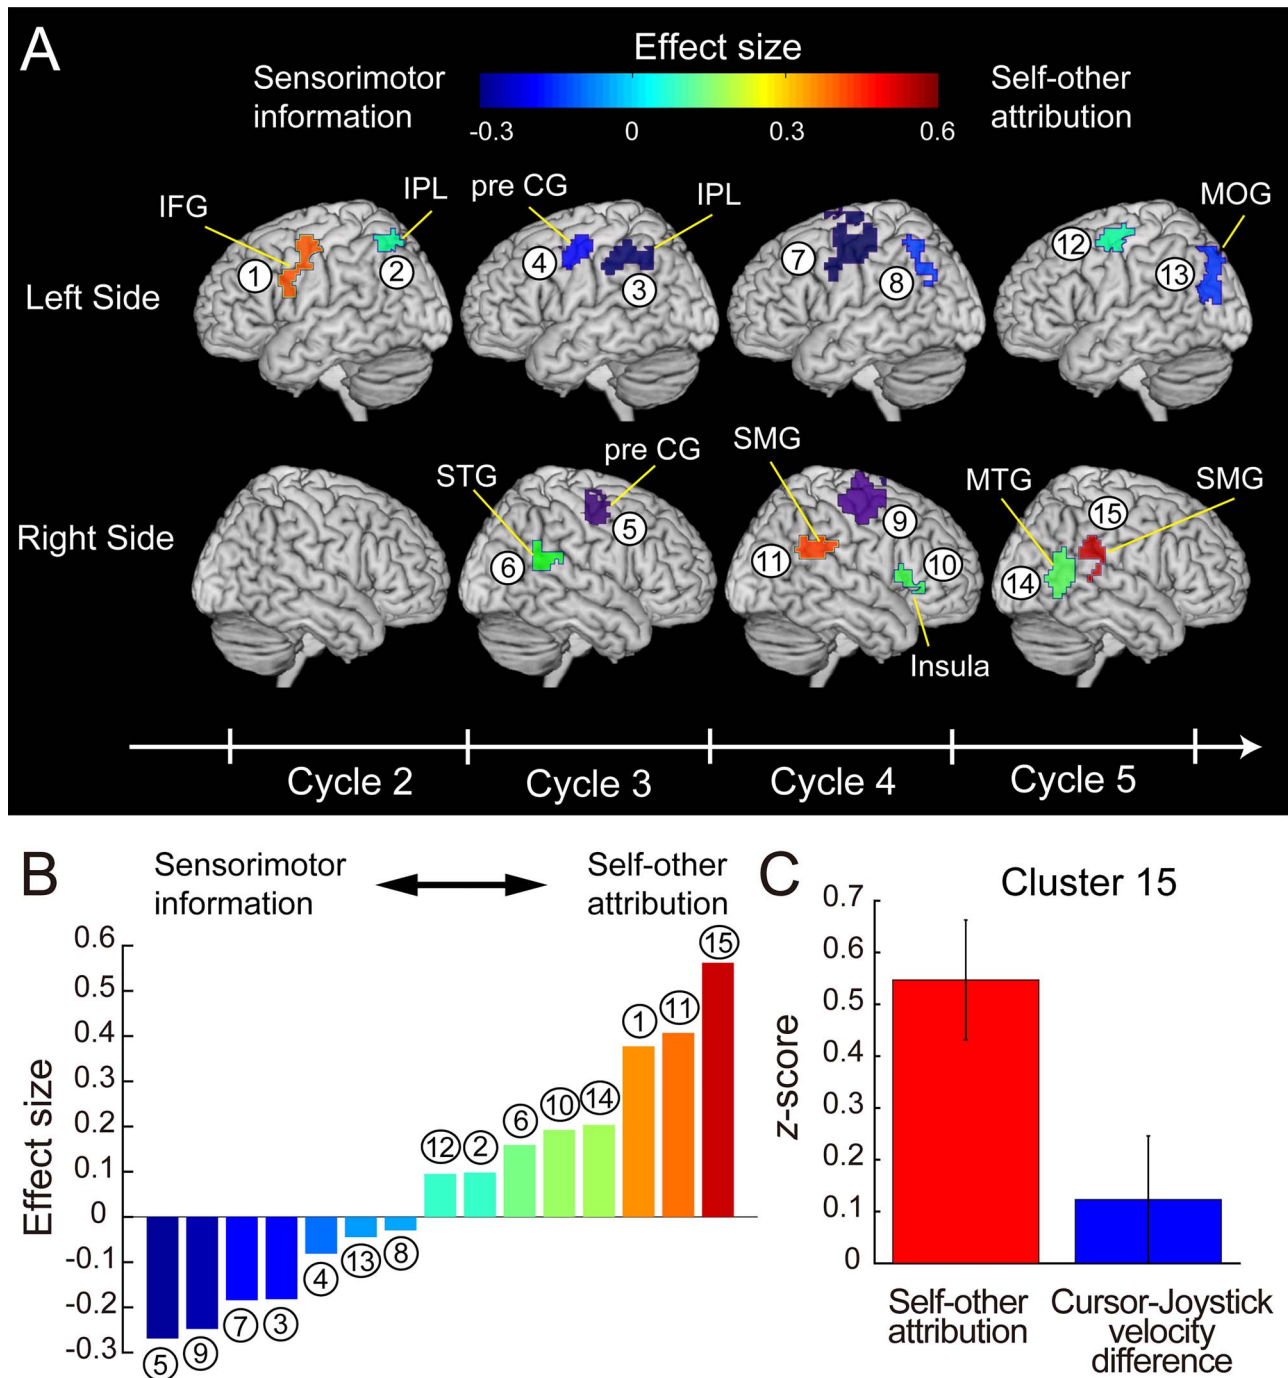 A
Effect size
Sensorimotor
information
Self-other
attribution
-0.3
0
0.3
0.6
IFG
IPL
pre CG
IPL
MOG
1
2
4
3
7
8
12
13
Left Side
STG
pre CG
SMG
MTG
SMG
6
5
11
9
10
15
14
Insula
Right Side
Cycle 2
Cycle 3
Cycle 4
Cycle 5
B
Sensorimotor
information
Self-other
attribution
Effect size
0.6
0.5
0.4
0.3
0.2
0.1
0
-0.1
-0.2
-0.3
5
9
7
3
4
13
8
12
2
6
10
14
1
11
15
C
Cluster 15
z-score
0.7
0.6
0.5
0.4
0.3
0.2
0.1
0
Self-other
attribution
Cursor-Joystick
velocity
difference